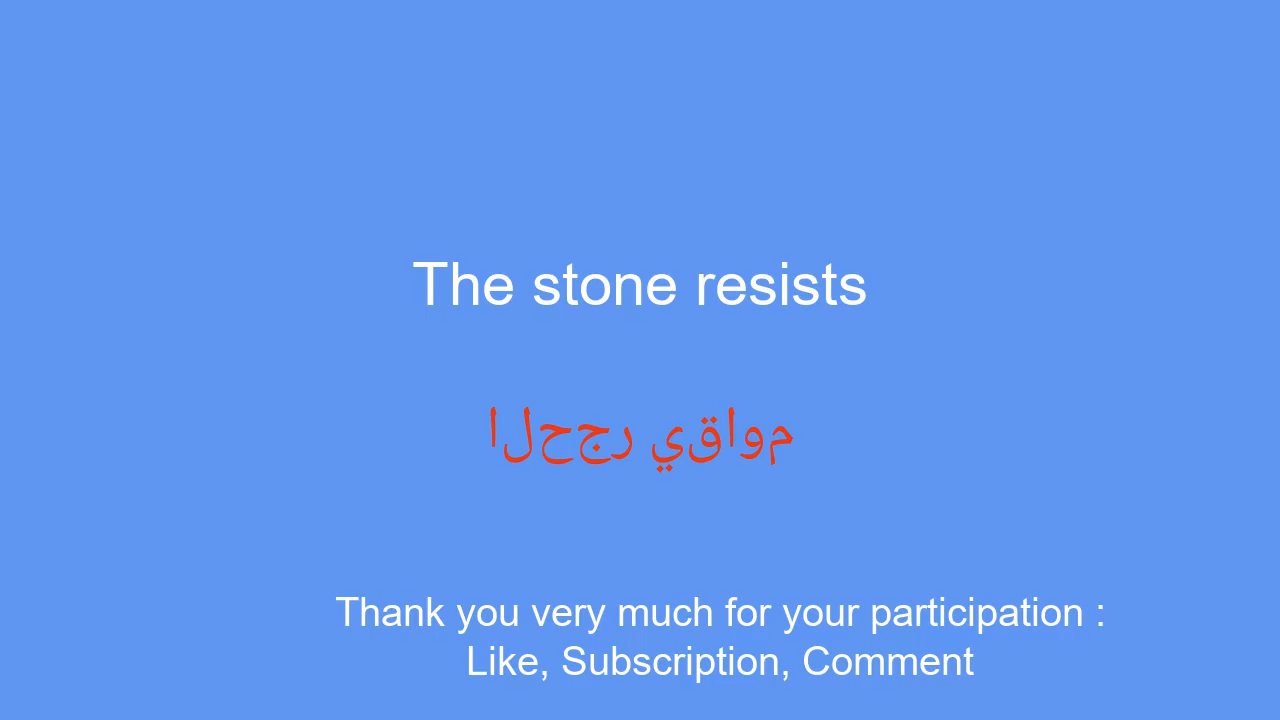 The stone resists
الحجر يقاوم
Thank you very much for your participation :
Like, Subscription, Comment